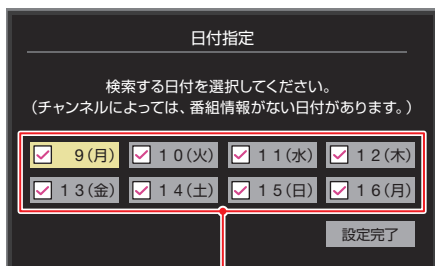 日付指定
検索する日付を選択してください。
（チャンネルによっては、番組情報がない日付があります。）
9(月) 10(火) 11(水) 12(木)
13(金) 14(土) 15(日) 16(月)
設定完了